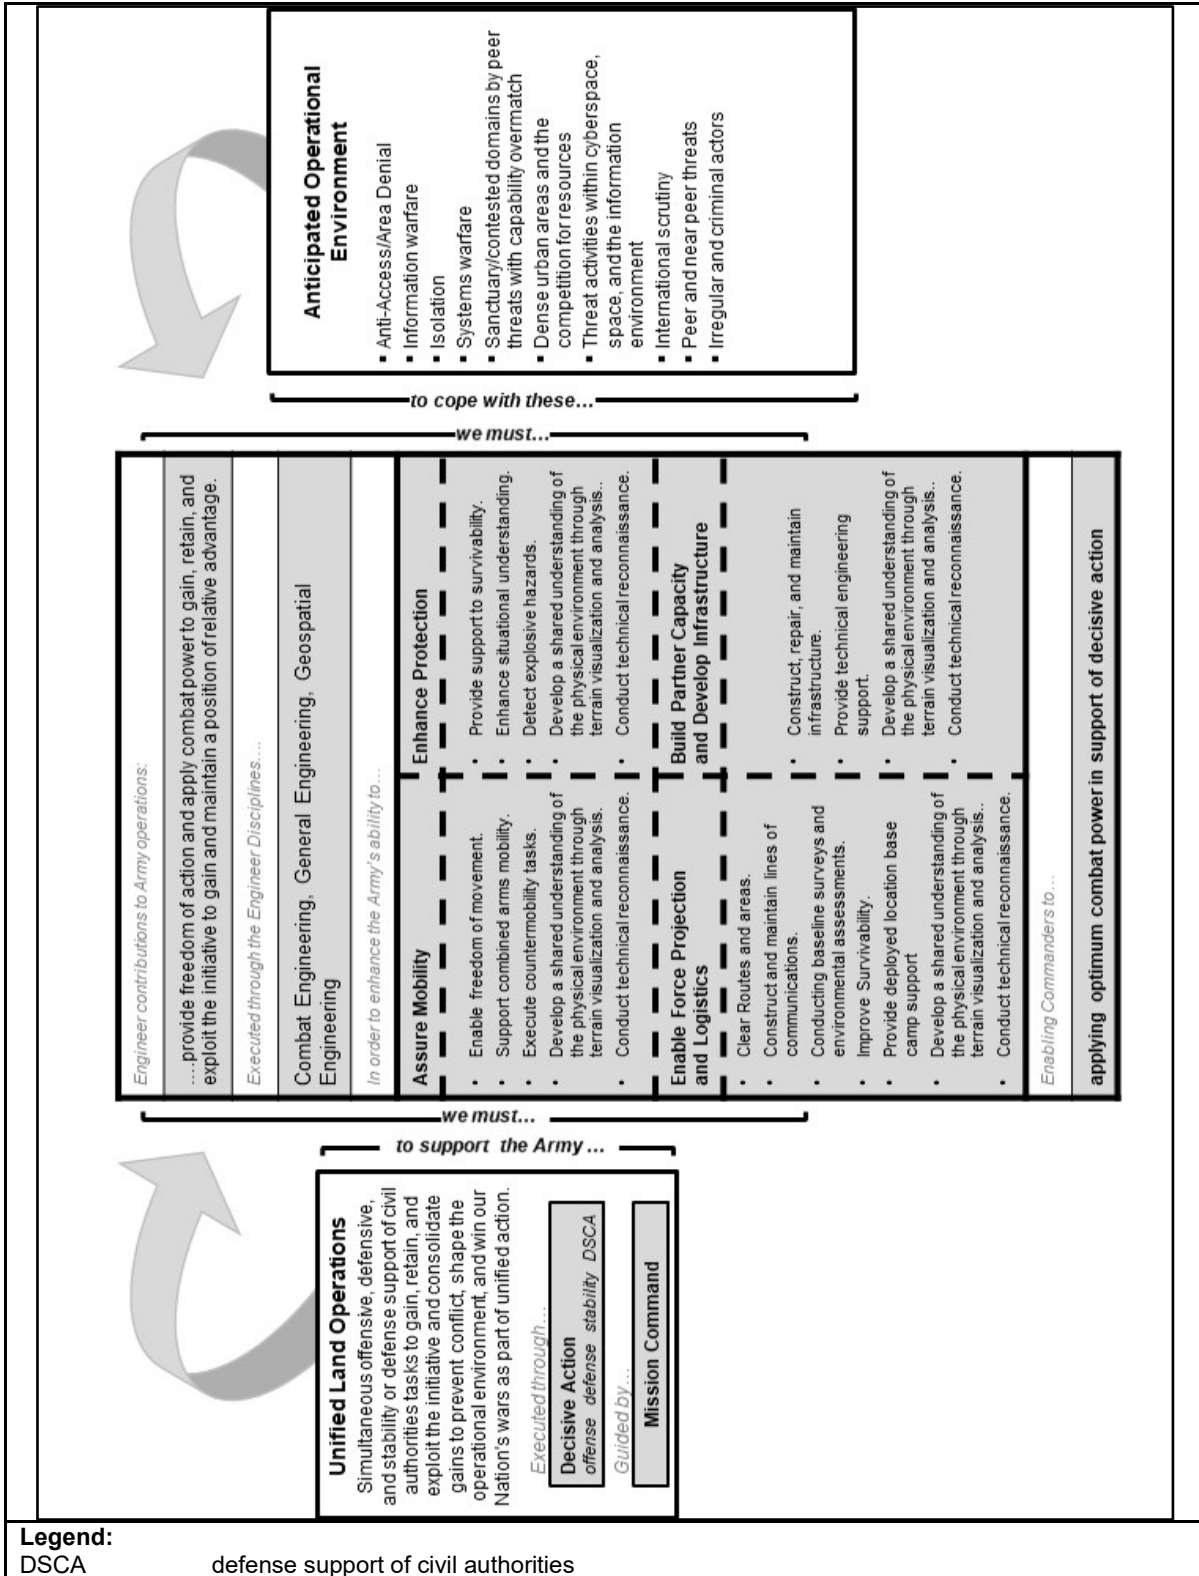 Unified Land Operations
Simultaneous offensive, defensive,
and stability or defense support of civil
authorities tasks to gain, retain, and
exploit the initiative and consolidate
gains to prevent conflict, shape the
operational environment, and win our
Nation's wars as part of unified action.
Executed through…
Decisive Action
offense defense stability DSCA
Guided by…
Mission Command
to support the Army …
we must…
Engineer contributions to Army operations:
….provide freedom of action and apply combat power to gain, retain, and
exploit the initiative to gain and maintain a position of relative advantage.
Executed through the Engineer Disciplines….
Combat Engineering, General Engineering, Geospatial
Engineering
In order to enhance the Army's ability to…
Assure Mobility
• Enable freedom of movement.
• Support combined arms mobility.
• Execute countermobility tasks.
• Develop a shared understanding of
the physical environment through
terrain visualization and analysis.
• Conduct technical reconnaissance.
Enhance Protection
• Provide support to survivability.
• Enhance situational understanding.
• Detect explosive hazards.
• Develop a shared understanding of
the physical environment through
terrain visualization and analysis..
• Conduct technical reconnaissance.
Enable Force Projection
and Logistics
• Clear Routes and areas.
• Construct and maintain lines of
communications.
• Conducting baseline surveys and
environmental assessments.
• Improve Survivability.
• Provide deployed location base
camp support
• Develop a shared understanding of
the physical environment through
terrain visualization and analysis..
• Conduct technical reconnaissance.
Build Partner Capacity
and Develop Infrastructure
• Construct, repair, and maintain
infrastructure.
• Provide technical engineering
support.
• Develop a shared understanding of
the physical environment through
terrain visualization and analysis..
• Conduct technical reconnaissance.
Enabling Commanders to…
applying optimum combat power in support of decisive action
we must…
to cope with these…
Anticipated Operational
Environment
▪ Anti-Access/Area Denial
▪ Information warfare
▪ Isolation
▪ Systems warfare
▪ Sanctuary/contested domains by peer
threats with capability overmatch
▪ Dense urban areas and the
competition for resources
▪ Threat activities within cyberspace,
space, and the information
environment
▪ International scrutiny
▪ Peer and near peer threats
▪ Irregular and criminal actors
Legend:
DSCA defense support of civil authorities